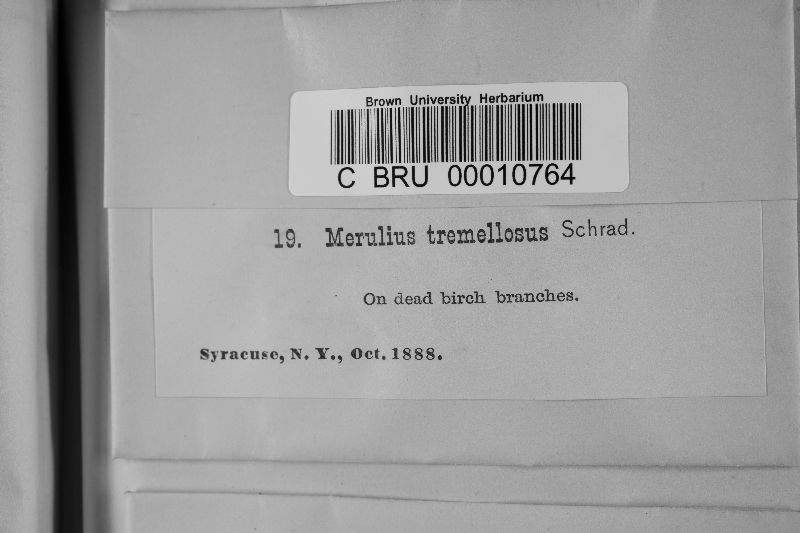 Brown University Herbarium
C BRU 00010764
19. Merulius tremellosus Schrad.
On dead birch branches.
Syracuse, N. Y., Oct. 1888.